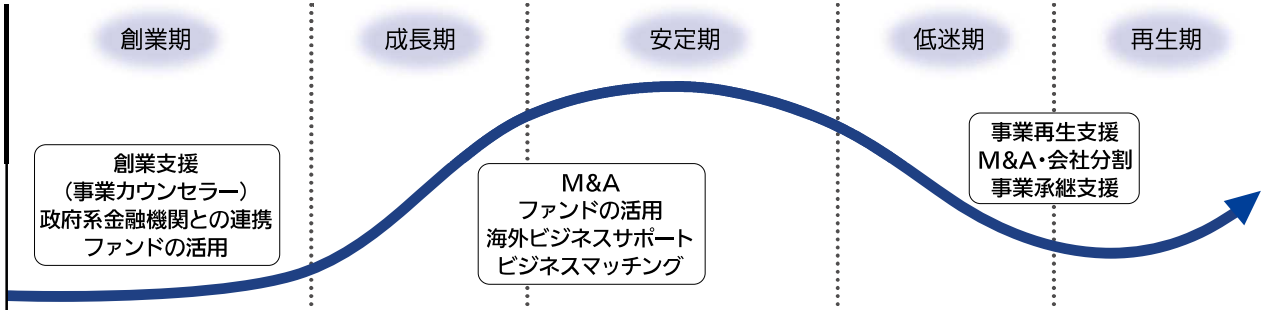 創業期
成長期
安定期
低迷期
再生期
創業支援
(事業カウンセラー)
政府系金融機関との連携
ファンドの活用
M&A
ファンドの活用
海外ビジネスサポート
ビジネスマッチング
事業再生支援
M&A・会社分割
事業承継支援